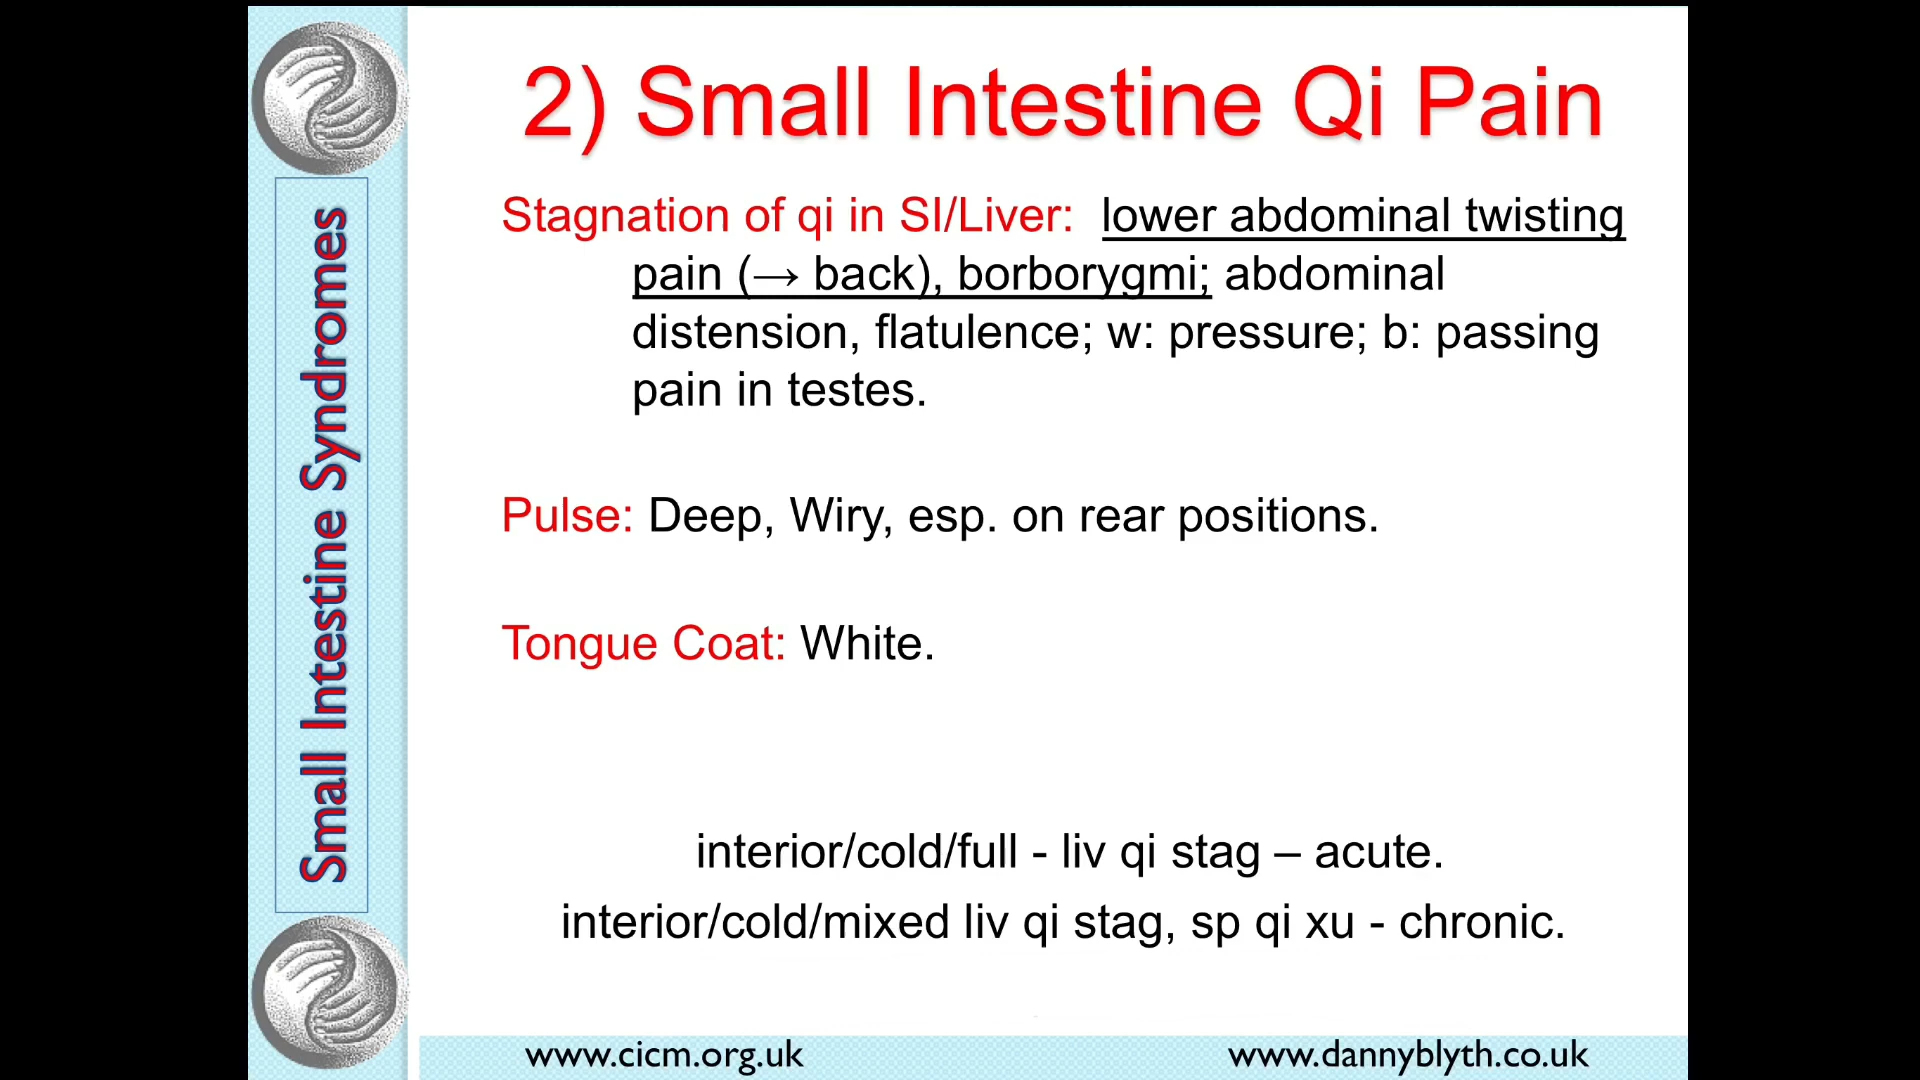 2) Small Intestine Qi Pain
Small Intestine Syndromes
Stagnation of qi in SI/Liver: lower abdominal twisting
pain (→ back), borborygmi; abdominal
distension, flatulence; w: pressure; b: passing
pain in testes.
Pulse: Deep, Wiry, esp. on rear positions.
Tongue Coat: White.
interior/cold/full - liv qi stag – acute.
interior/cold/mixed liv qi stag, sp qi xu - chronic.
www.cicm.org.uk
www.dannyblyth.co.uk